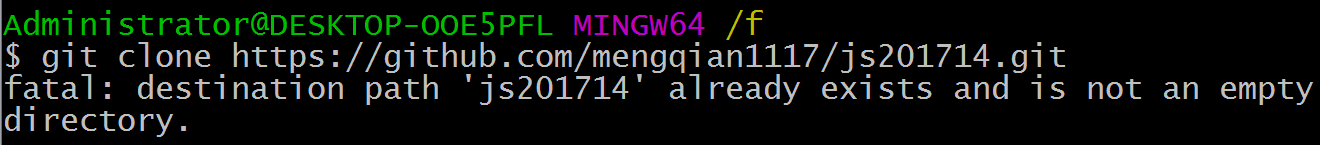 Administrator@DESKTOP-OOE5PFL MINGW64 /f
$ git clone https://github.com/mengqian1117/js201714.git
fatal: destination path 'js201714' already exists and is not an empty
directory.